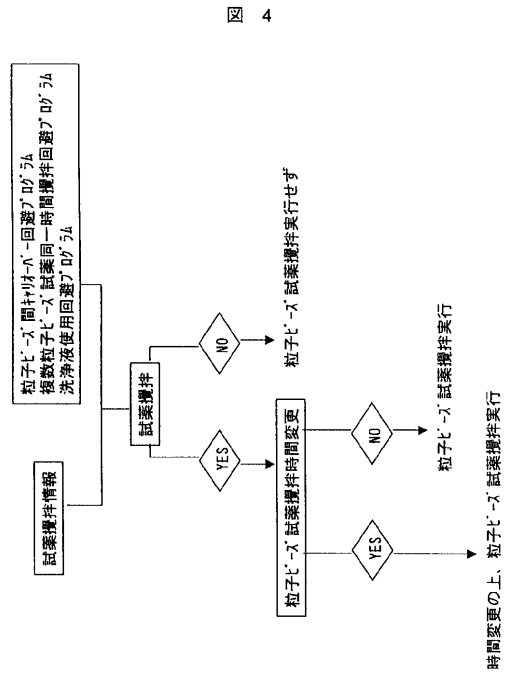 図 4
試薬攪拌情報
粒子ビーズ間キャリオーバー回避プログラム
複数粒子ビーズ試薬同一時間攪拌回避プログラム
洗浄液使用回避プログラム
試薬攪拌
YES
NO
粒子ビーズ試薬攪拌実行せず
粒子ビーズ試薬攪拌時間変更
YES
NO
粒子ビーズ試薬攪拌実行
時間変更の上、粒子ビーズ試薬攪拌実行